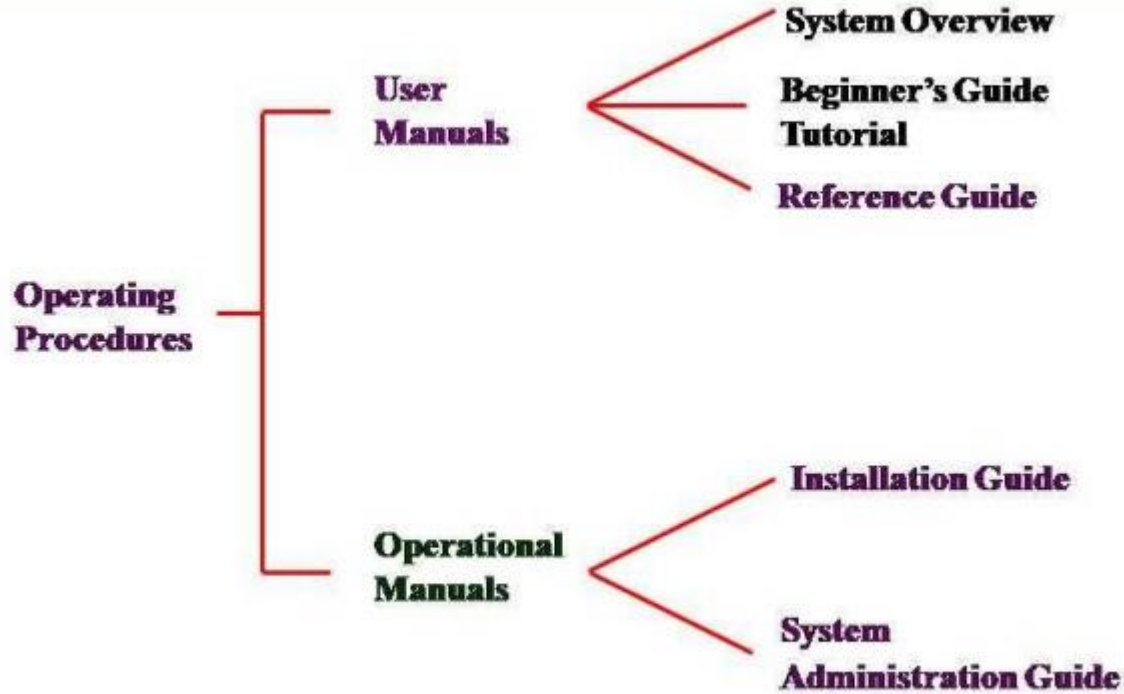 System Overview
User
Manuals
Beginner’s Guide
Tutorial
Reference Guide
Operating
Procedures
Installation Guide
Operational
Manuals
System
Administration Guide